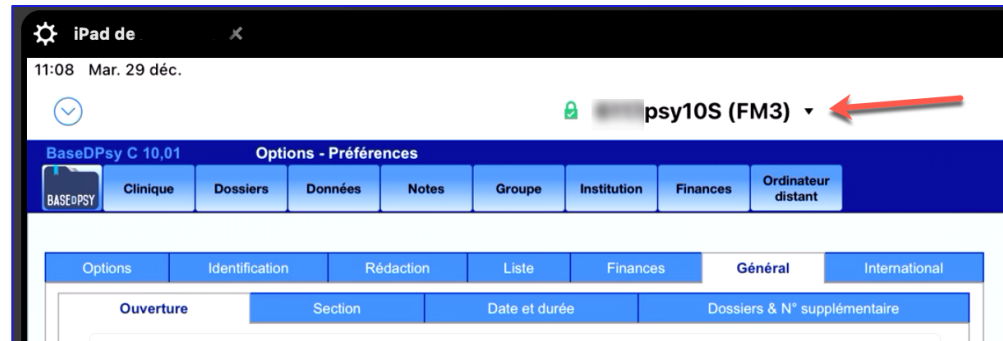 iPad de
11:08 Mar. 29 déc.
psy10S (FM3)
BaseDPsy C 10,01 Options - Préférences
BASEDPSY Clinique Dossiers Données Notes Groupe Institution Finances Ordinateur distant
Options Identification Rédaction Liste Finances Général International
Ouverture Section Date et durée Dossiers & N° supplémentaire